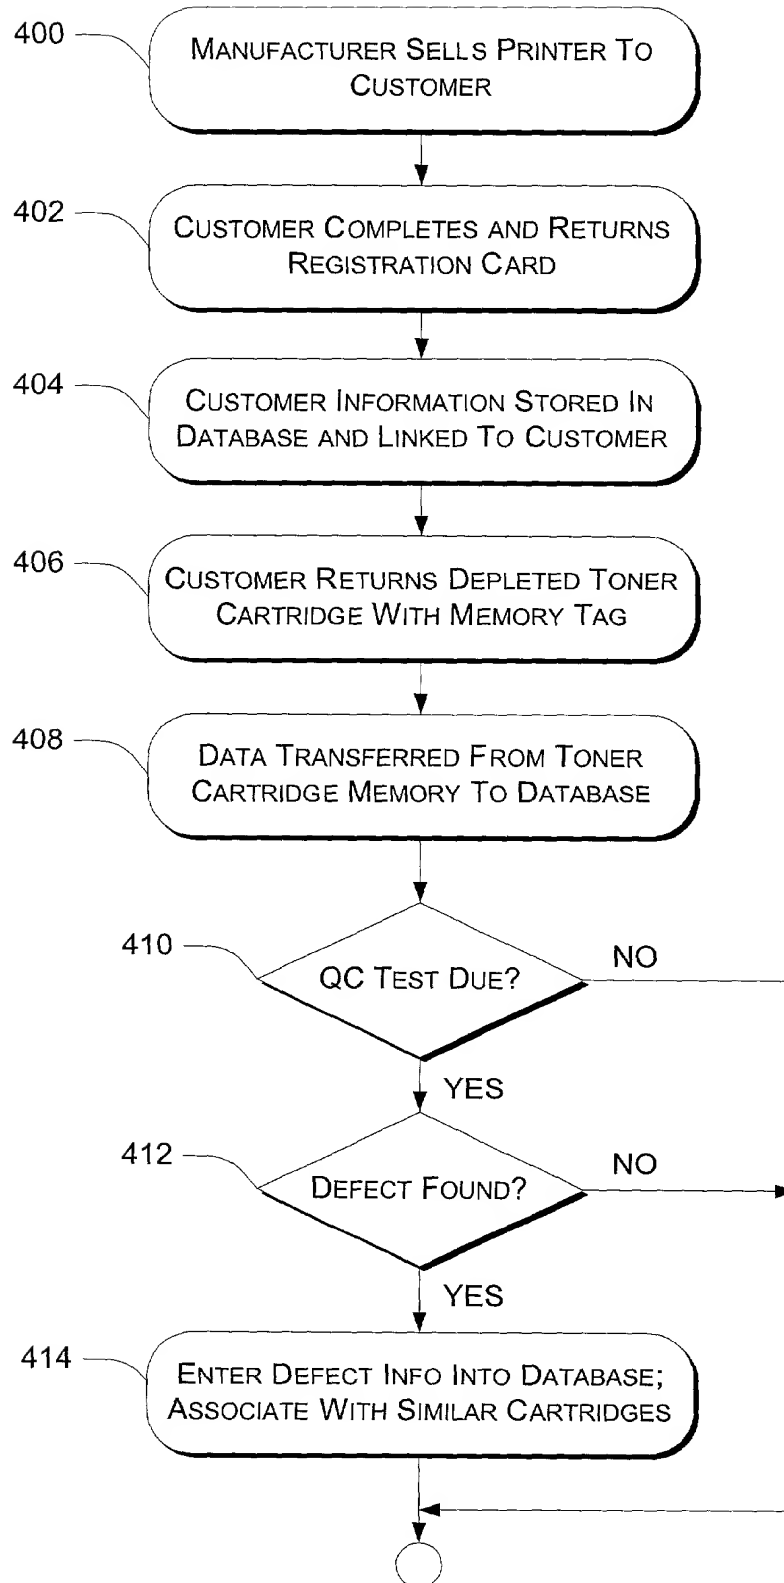 400
MANUFACTURER SELLS PRINTER TO
CUSTOMER
402
CUSTOMER COMPLETES AND RETURNS
REGISTRATION CARD
404
CUSTOMER INFORMATION STORED IN
DATABASE AND LINKED TO CUSTOMER
406
CUSTOMER RETURNS DEPLETED TONER
CARTRIDGE WITH MEMORY TAG
408
DATA TRANSFERRED FROM TONER
CARTRIDGE MEMORY TO DATABASE
410
QC TEST DUE?
NO
YES
412
DEFECT FOUND?
NO
YES
414
ENTER DEFECT INFO INTO DATABASE;
ASSOCIATE WITH SIMILAR CARTRIDGES